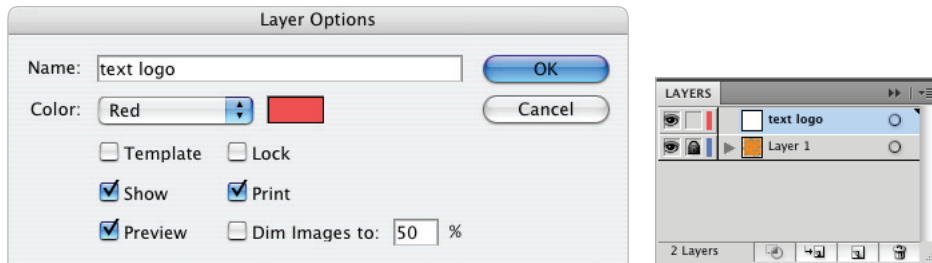 Layer Options
Name: text logo
OK
Color: Red
Cancel
Template Lock
Show Print
Preview Dim Images to: 50 %
LAYERS
text logo
Layer 1
2 Layers